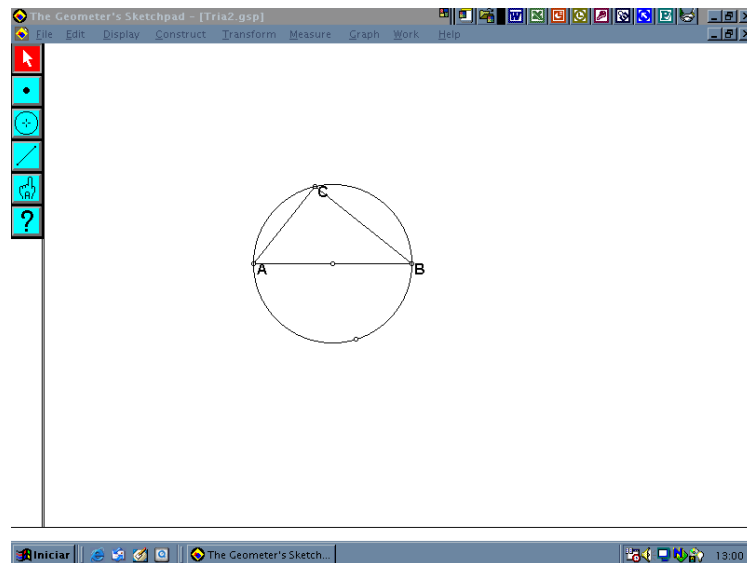 The Geometer's Sketchpad - [Tria2.gsp]
File Edit Display Construct Transform Measure Graph Work Help
A
?
C
A
B
Iniciar
The Geometer's Sketch...
13:00